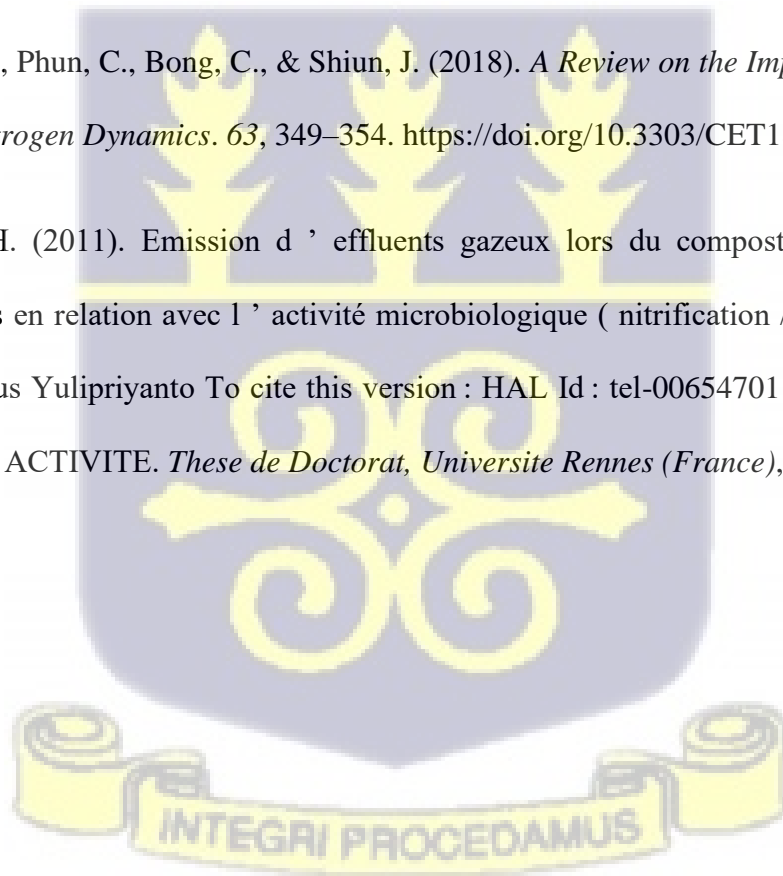 , Phun, C., Bong, C., & Shiun, J. (2018). A Review on the Imp
rogen Dynamics. 63, 349–354. https://doi.org/10.3303/CET1
H. (2011). Emission d ’ effluents gazeux lors du compost
s en relation avec l ’ activité microbiologique ( nitrification /
us Yulipriyanto To cite this version : HAL Id : tel-00654701
ACTIVITE. These de Doctorat, Universite Rennes (France),
INTEGRI PROCEDAMUS